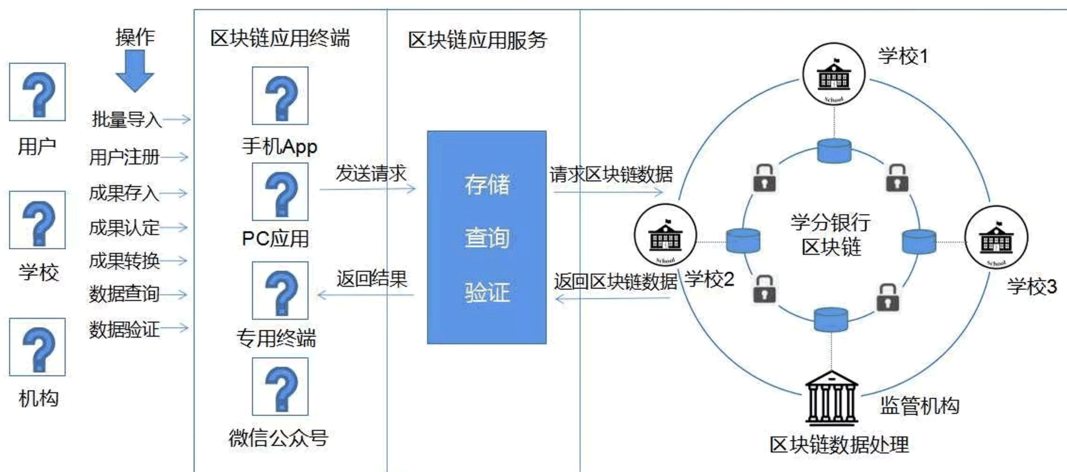 操作
用户
学校
机构
批量导入
用户注册
成果存入
成果认定
成果转换
数据查询
数据验证
区块链应用终端
手机App
PC应用
专用终端
微信公众号
发送请求
返回结果
区块链应用服务
存储
查询
验证
请求区块链数据
返回区块链数据
学校1
School
学校2
School
学校3
School
学分银行
区块链
监管机构
区块链数据处理